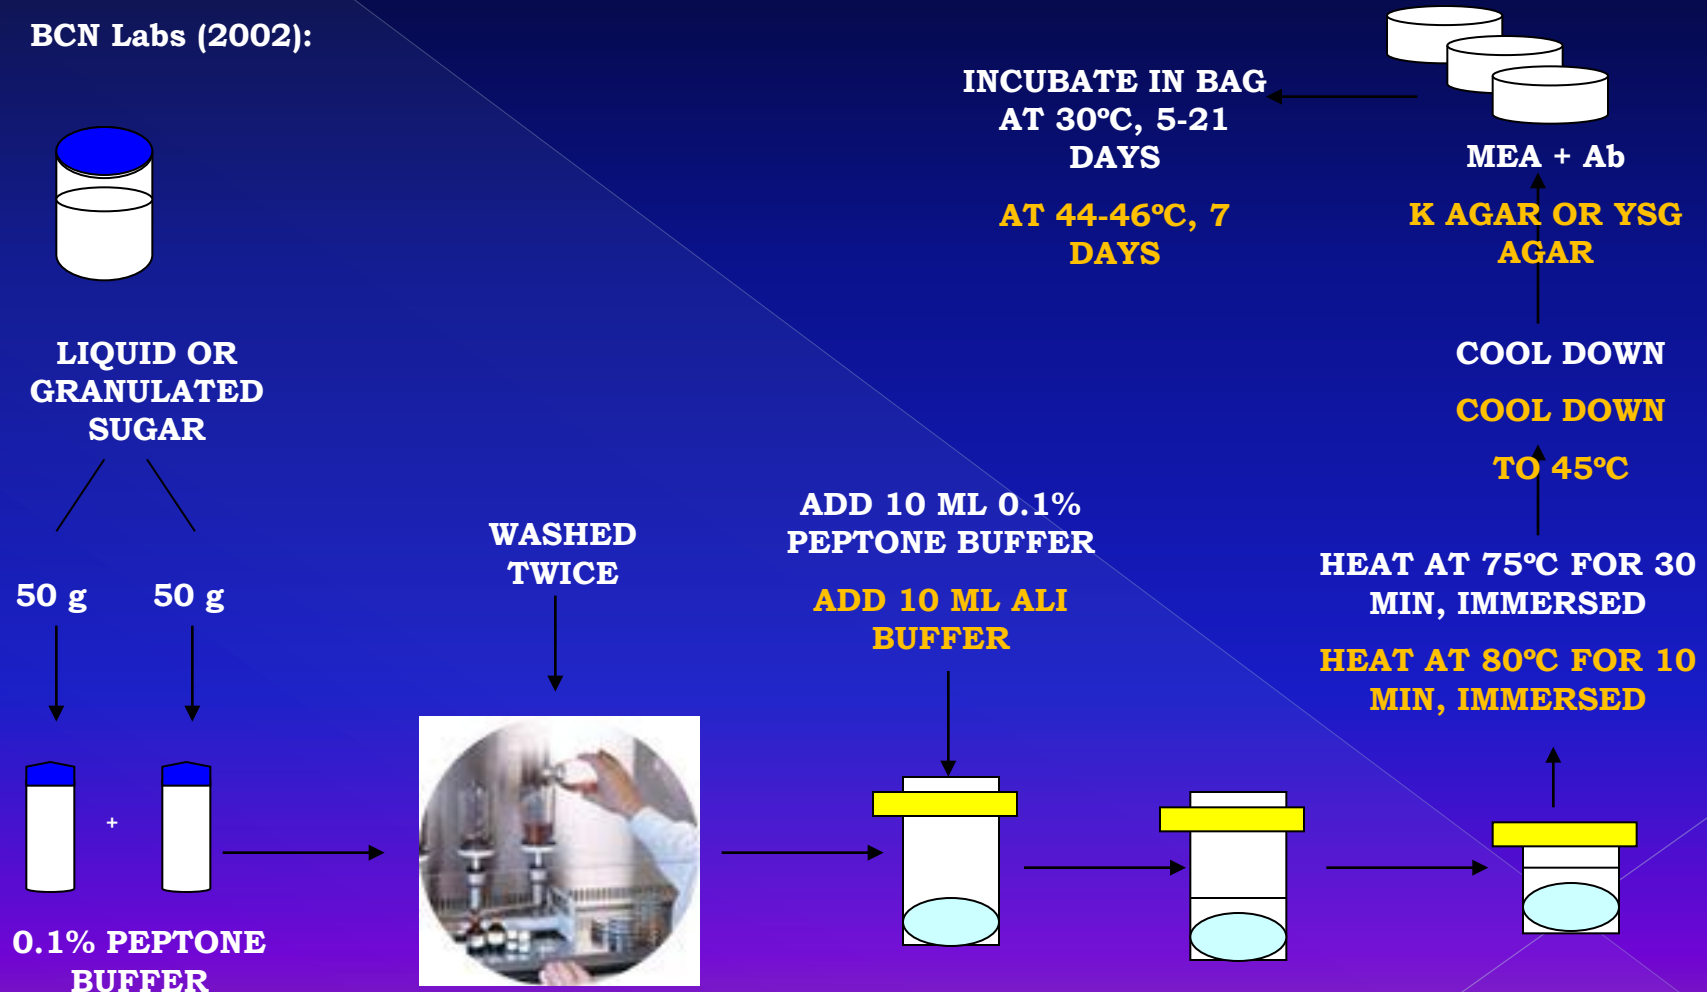 BCN Labs (2002):
LIQUID OR
GRANULATED
SUGAR
50 g
50 g
+
0.1% PEPTONE
BUFFER
WASHED
TWICE
ADD 10 ML 0.1%
PEPTONE BUFFER
ADD 10 ML ALI
BUFFER
HEAT AT 75ºC FOR 30
MIN, IMMERSED
HEAT AT 80ºC FOR 10
MIN, IMMERSED
COOL DOWN
COOL DOWN
TO 45ºC
MEA + Ab
K AGAR OR YSG
AGAR
INCUBATE IN BAG
AT 30ºC, 5-21
DAYS
AT 44-46ºC, 7
DAYS